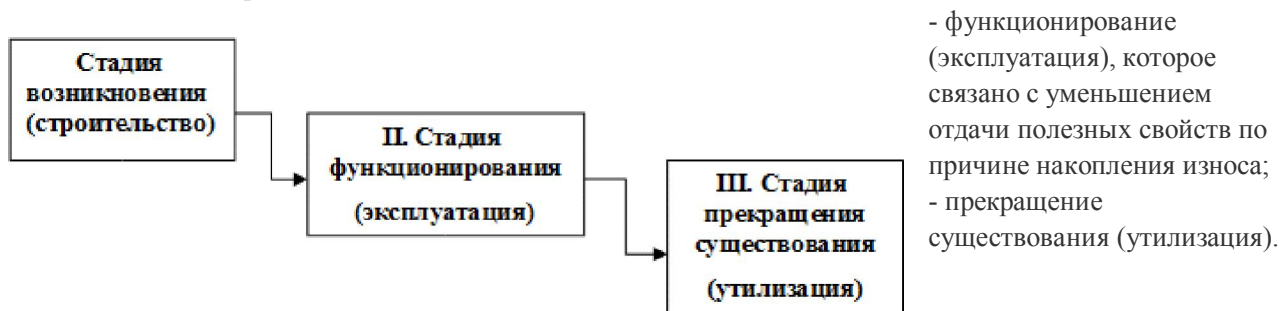 Стадия
возникновения
(строительство)
II. Стадия
функционирования
(эксплуатация)
III. Стадия
прекращения
существования
(утилизация)
- функционирование
(эксплуатация), которое
связано с уменьшением
отдачи полезных свойств по
причине накопления износа;
- прекращение
существования (утилизация).